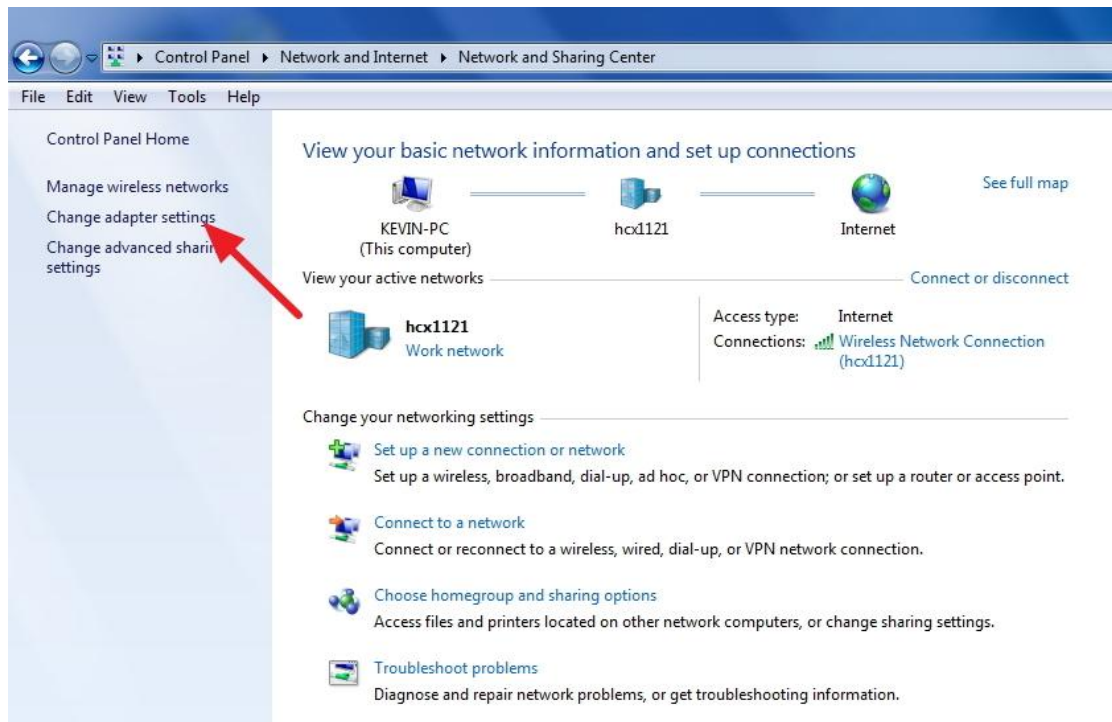 Control Panel ▸ Network and Internet ▸ Network and Sharing Center
File Edit View Tools Help
Control Panel Home
Manage wireless networks
Change adapter settings
Change advanced sharing
settings
View your basic network information and set up connections
See full map
KEVIN-PC
(This computer)
hcx1121
Internet
View your active networks
Connect or disconnect
hcx1121
Work network
Access type: Internet
Connections: Wireless Network Connection
(hcx1121)
Change your networking settings
Set up a new connection or network
Set up a wireless, broadband, dial-up, ad hoc, or VPN connection; or set up a router or access point.
Connect to a network
Connect or reconnect to a wireless, wired, dial-up, or VPN network connection.
Choose homegroup and sharing options
Access files and printers located on other network computers, or change sharing settings.
Troubleshoot problems
Diagnose and repair network problems, or get troubleshooting information.